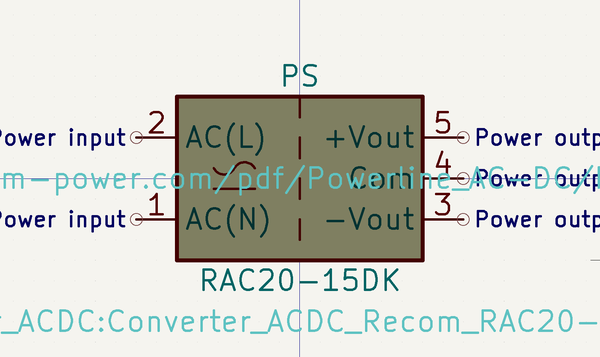 PS
Power input 2 AC(L) +Vout 5 Power outp
m-power.com/pdf/Powerline_AC-DC/
Com 4 Power outp
Power input 1 AC(N) −Vout 3 Power outp
RAC20−15DK
_ACDC:Converter_ACDC_Recom_RAC20−